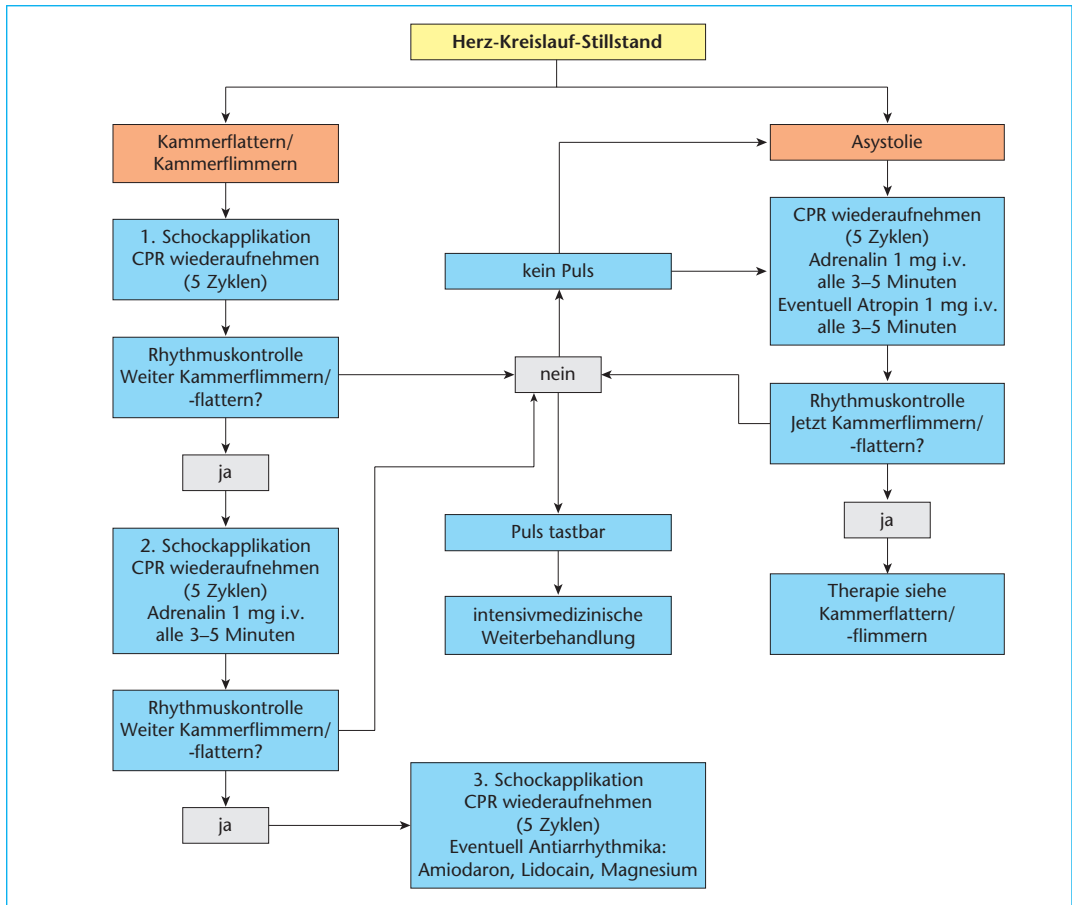 Herz-Kreislauf-Stillstand
Kammerflattern/
Kammerflimmern
1. Schockapplikation
CPR wiederaufnehmen
(5 Zyklen)
Rhythmuskontrolle
Weiter Kammerflimmern/
-flattern?
ja
2. Schockapplikation
CPR wiederaufnehmen
(5 Zyklen)
Adrenalin 1 mg i.v.
alle 3–5 Minuten
Rhythmuskontrolle
Weiter Kammerflimmern/
-flattern?
ja
3. Schockapplikation
CPR wiederaufnehmen
(5 Zyklen)
Eventuell Antiarrhythmika:
Amiodaron, Lidocain, Magnesium
kein Puls
nein
Puls tastbar
intensivmedizinische
Weiterbehandlung
Asystolie
CPR wiederaufnehmen
(5 Zyklen)
Adrenalin 1 mg i.v.
alle 3–5 Minuten
Eventuell Atropin 1 mg i.v.
alle 3–5 Minuten
Rhythmuskontrolle
Jetzt Kammerflimmern/
-flattern?
ja
Therapie siehe
Kammerflattern/
-flimmern